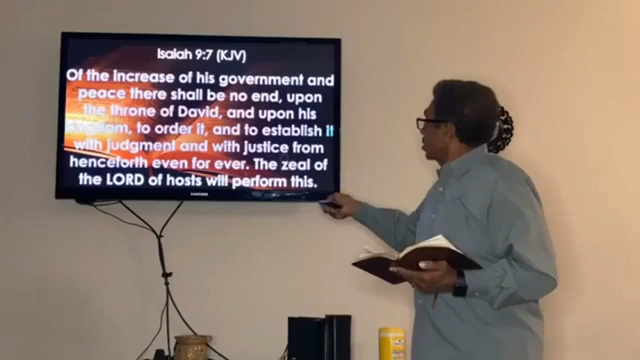 Isaiah 9:7 (KJV)
Of the increase of his government and
peace there shall be no end, upon
the throne of David, and upon his
kingdom, to order it, and to establish it
with judgment and with justice from
henceforth even for ever. The zeal of
the LORD of hosts will perform this.
SAMSUNG